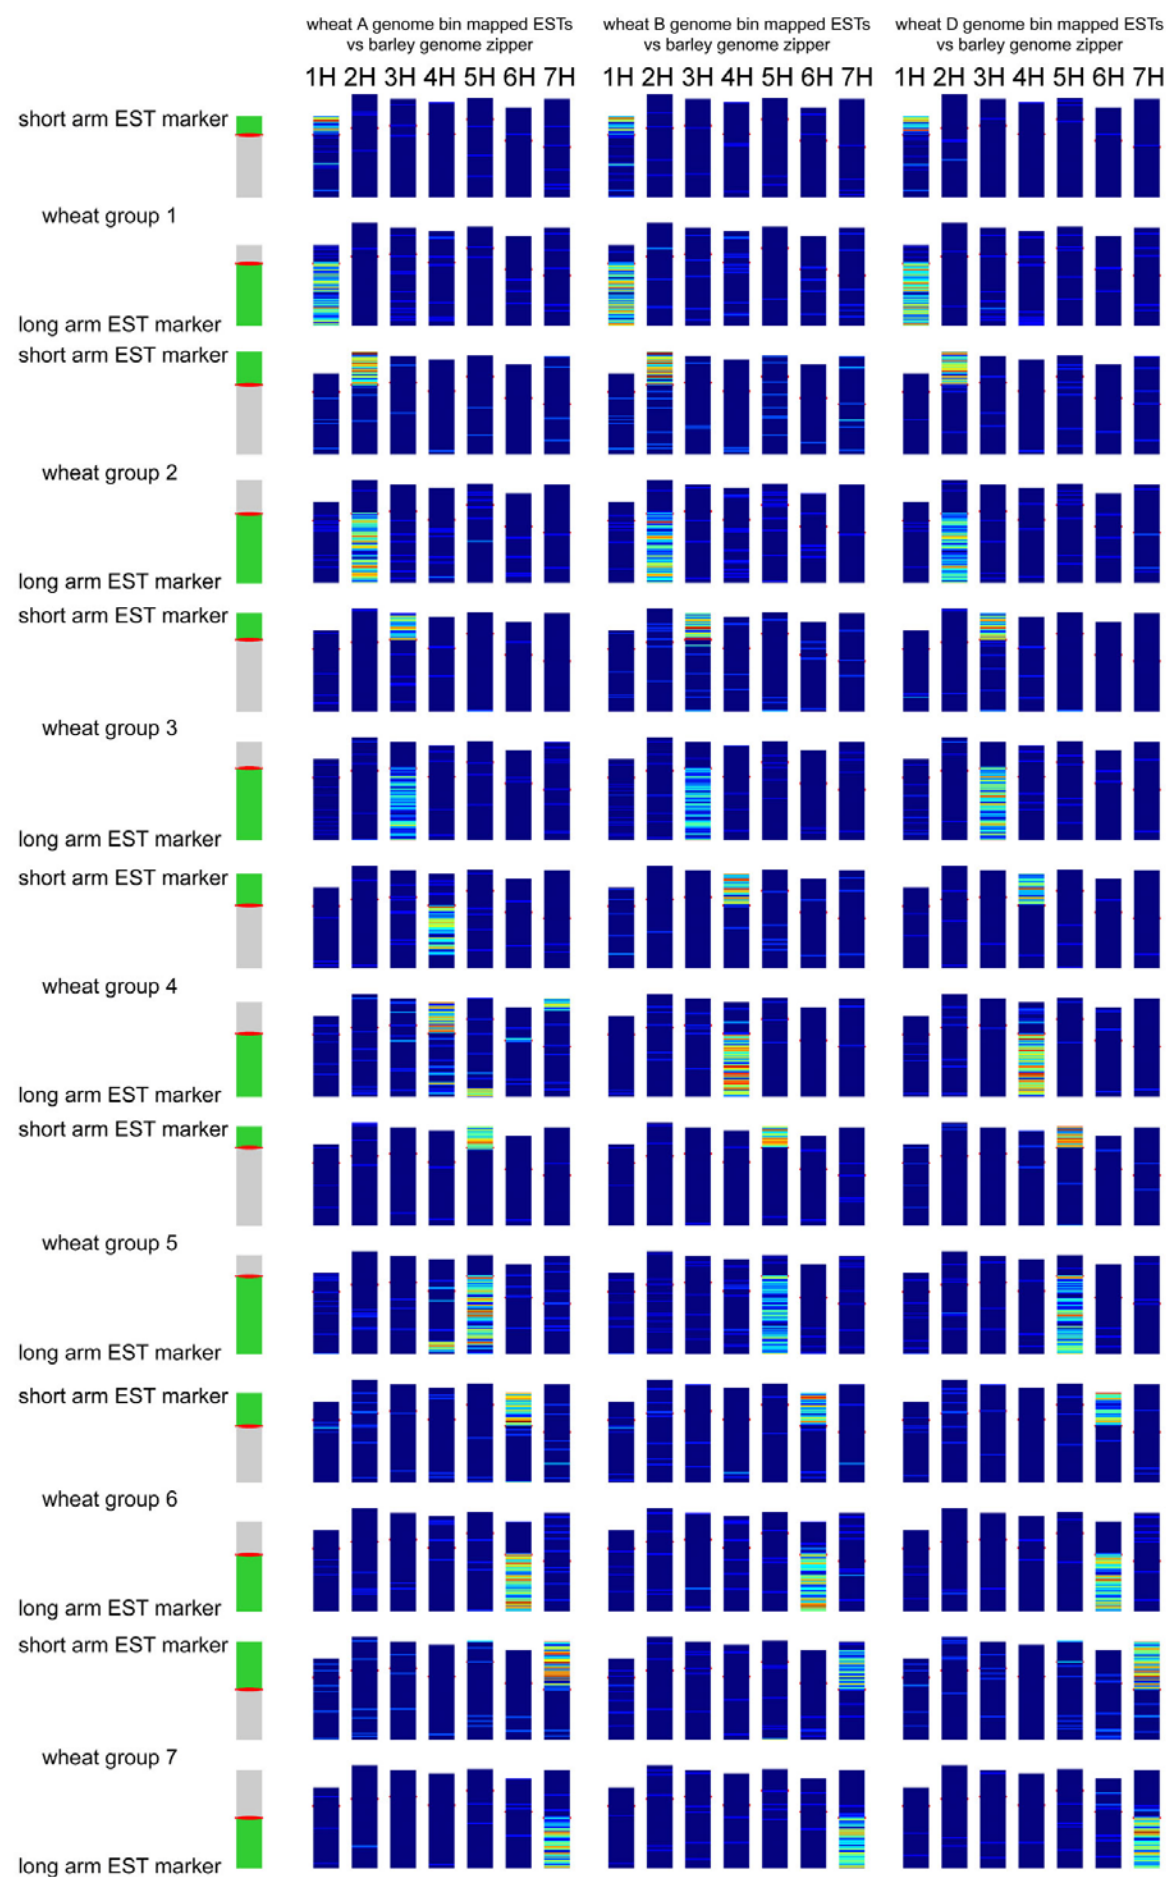 wheat A genome bin mapped ESTs
vs barley genome zipper
wheat B genome bin mapped ESTs
vs barley genome zipper
wheat D genome bin mapped ESTs
vs barley genome zipper
1H 2H 3H 4H 5H 6H 7H
1H 2H 3H 4H 5H 6H 7H
1H 2H 3H 4H 5H 6H 7H
short arm EST marker
wheat group 1
long arm EST marker
short arm EST marker
wheat group 2
long arm EST marker
short arm EST marker
wheat group 3
long arm EST marker
short arm EST marker
wheat group 4
long arm EST marker
short arm EST marker
wheat group 5
long arm EST marker
short arm EST marker
wheat group 6
long arm EST marker
short arm EST marker
wheat group 7
long arm EST marker